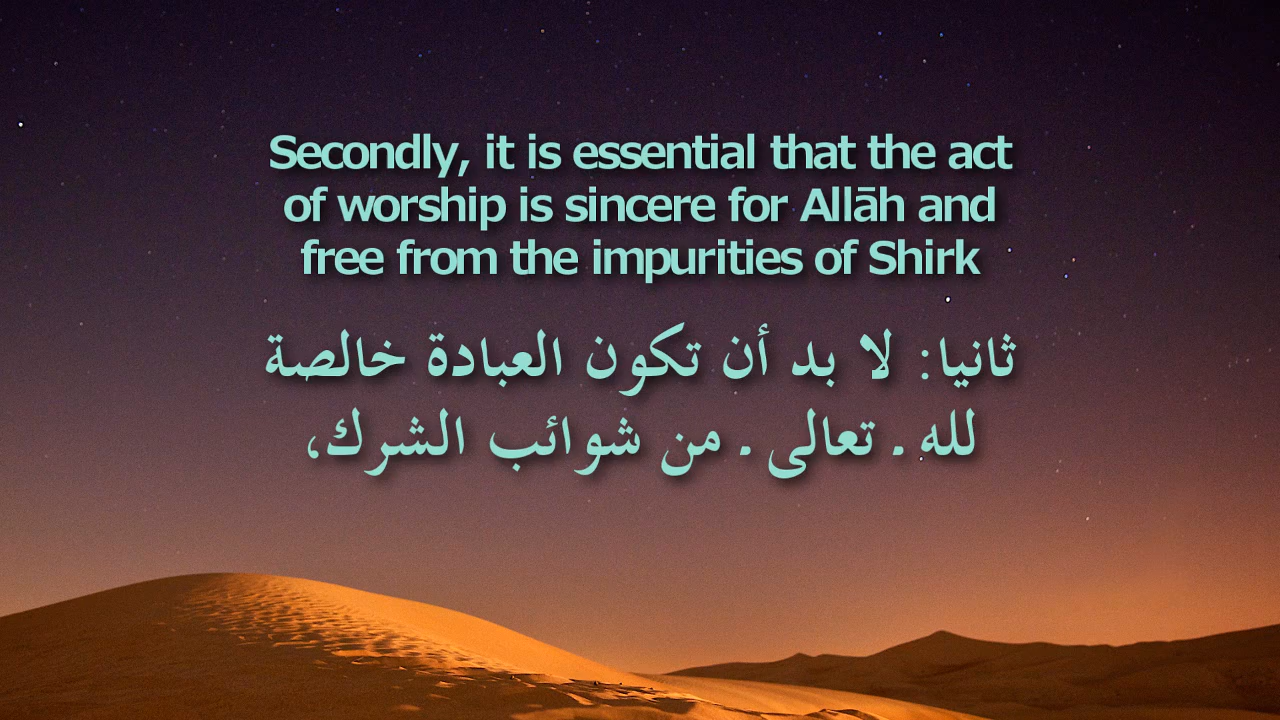 Secondly, it is essential that the act
of worship is sincere for Allāh and
free from the impurities of Shirk
ثانيا: لا بد أن تكون العبادة خالصة
لله ـ تعالى ـ من شوائب الشرك،